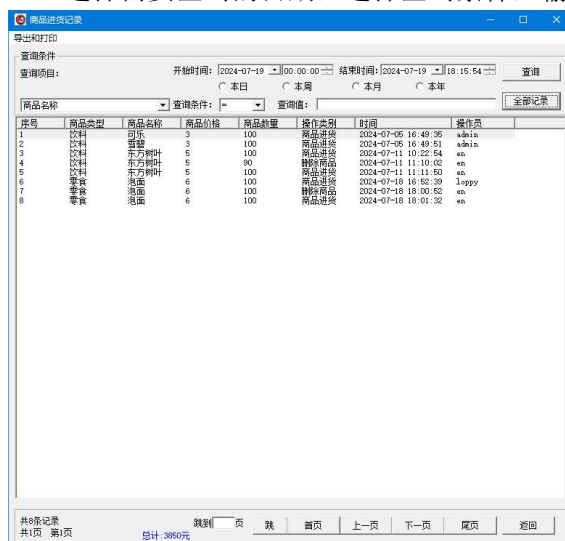 商品进货记录
导出和打印
查询条件
查询项目： 开始时间： 2024-07-19 00:00:00 结束时间： 2024-07-19 18:15:54 查询
本日 本周 本月 本年
商品名称 查询条件： = 查询值： 全部记录
序号 商品类型 商品名称 商品价格 商品数量 操作类别 时间 操作员
1 饮料 可乐 3 100 商品进货 2024-07-05 16:49:35 admin
2 饮料 雪碧 3 100 商品进货 2024-07-05 16:49:51 admin
3 饮料 东方树叶 5 100 商品进货 2024-07-11 10:22:54 en
4 饮料 东方树叶 5 90 删除商品 2024-07-11 11:10:02 en
5 饮料 东方树叶 5 100 商品进货 2024-07-11 11:11:50 en
6 零食 泡面 6 100 商品进货 2024-07-18 16:52:39 loppy
7 零食 泡面 6 100 删除商品 2024-07-18 18:00:52 en
8 零食 泡面 6 100 商品进货 2024-07-18 18:01:32 en
共8条记录
共1页 第1页 总计:3850元 跳到 页 跳 首页 上一页 下一页 尾页 返回